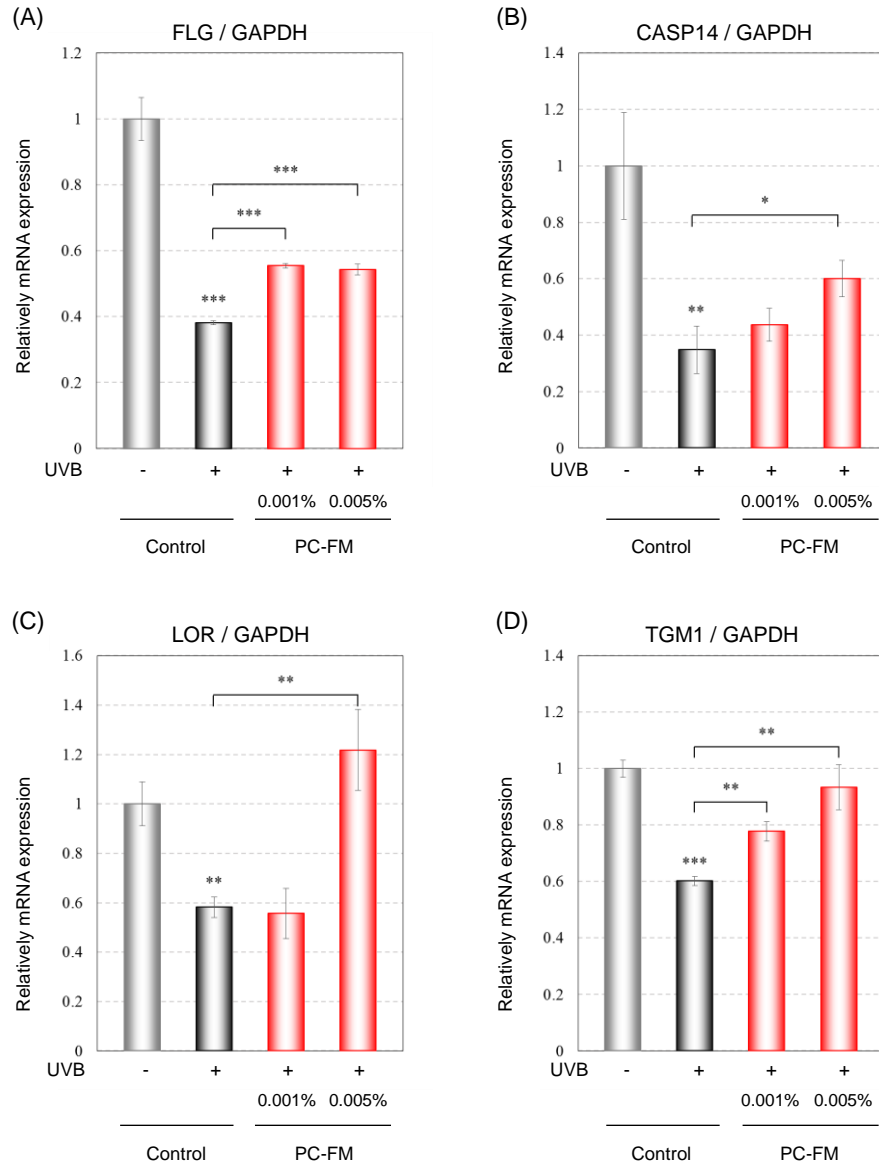 (A)
FLG / GAPDH
Relatively mRNA expression
1.2
1
0.8
0.6
0.4
0.2
0
***
***
***
UVB - + + +
0.001% 0.005%
Control PC-FM
(B)
CASP14 / GAPDH
Relatively mRNA expression
1.4
1.2
1
0.8
0.6
0.4
0.2
0
*
**
UVB - + + +
0.001% 0.005%
Control PC-FM
(C)
LOR / GAPDH
Relatively mRNA expression
1.6
1.4
1.2
1
0.8
0.6
0.4
0.2
0
**
**
UVB - + + +
0.001% 0.005%
Control PC-FM
(D)
TGM1 / GAPDH
Relatively mRNA expression
1.4
1.2
1
0.8
0.6
0.4
0.2
0
**
**
***
UVB - + + +
0.001% 0.005%
Control PC-FM